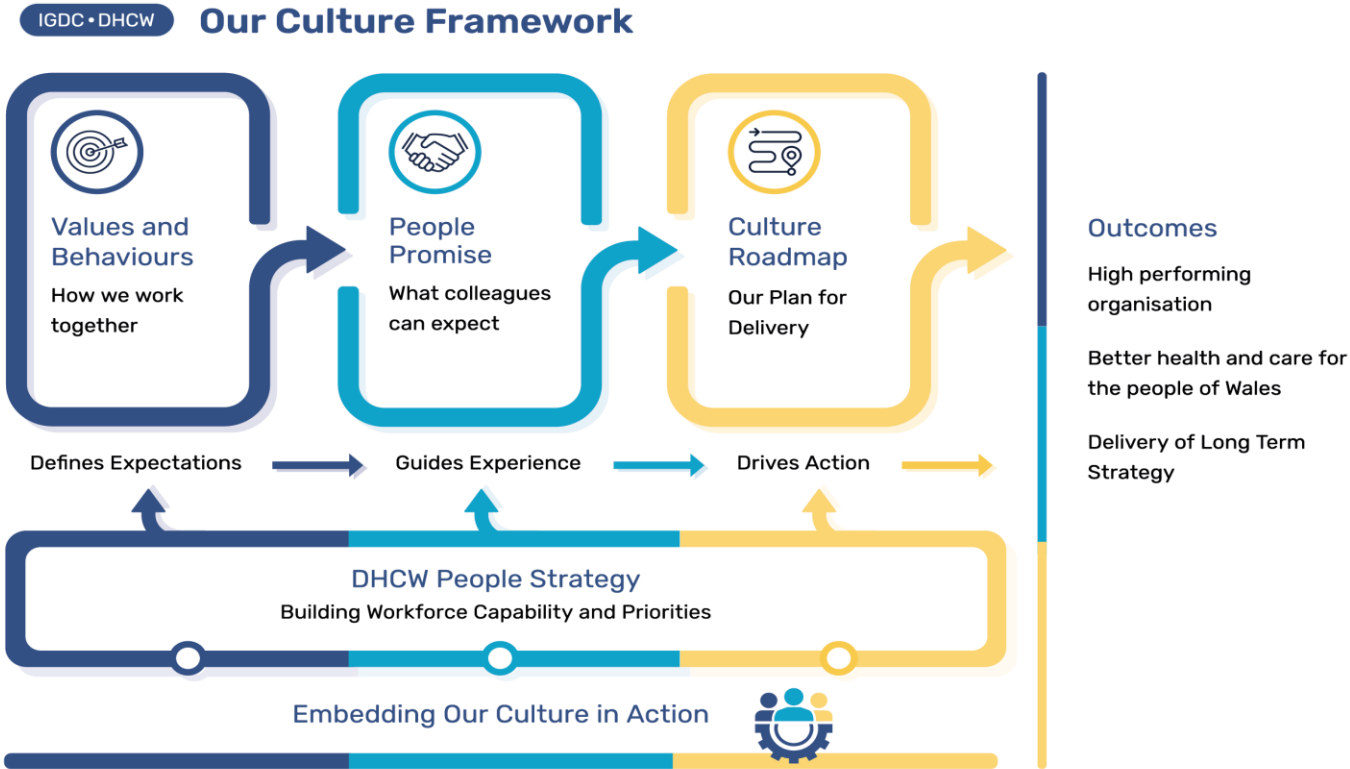 IGDC•DHCW
Our Culture Framework
Values and
Behaviours
How we work
together
People
Promise
What colleagues
can expect
Culture
Roadmap
Our Plan for
Delivery
Outcomes
High performing
organisation
Better health and care for
the people of Wales
Delivery of Long Term
Strategy
Defines Expectations
Guides Experience
Drives Action
DHCW People Strategy
Building Workforce Capability and Priorities
Embedding Our Culture in Action